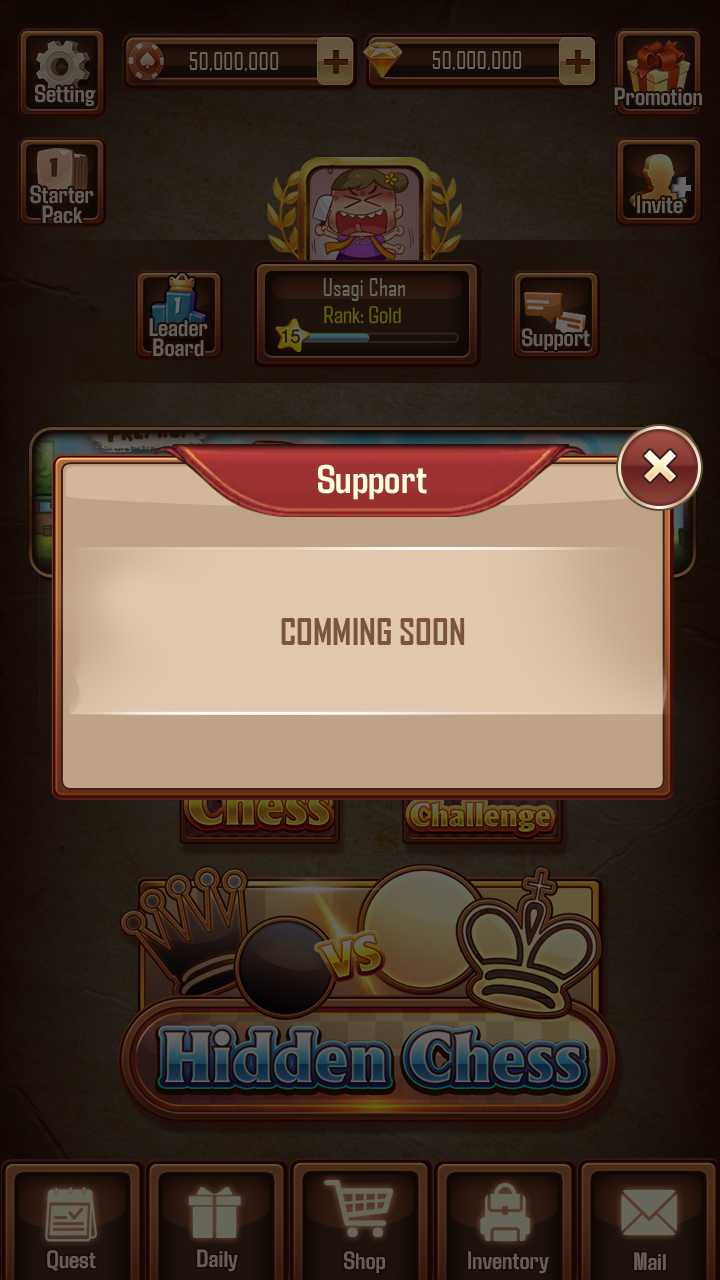 50,000,000
50,000,000
Setting
Promotion
1
Starter
Pack
Invite
Usagi Chan
1
Leader
Board
Rank: Gold
15
Support
Support
COMMING SOON
Chess
Challenge
VS
Hidden Chess
Quest
Daily
Shop
Inventory
Mail